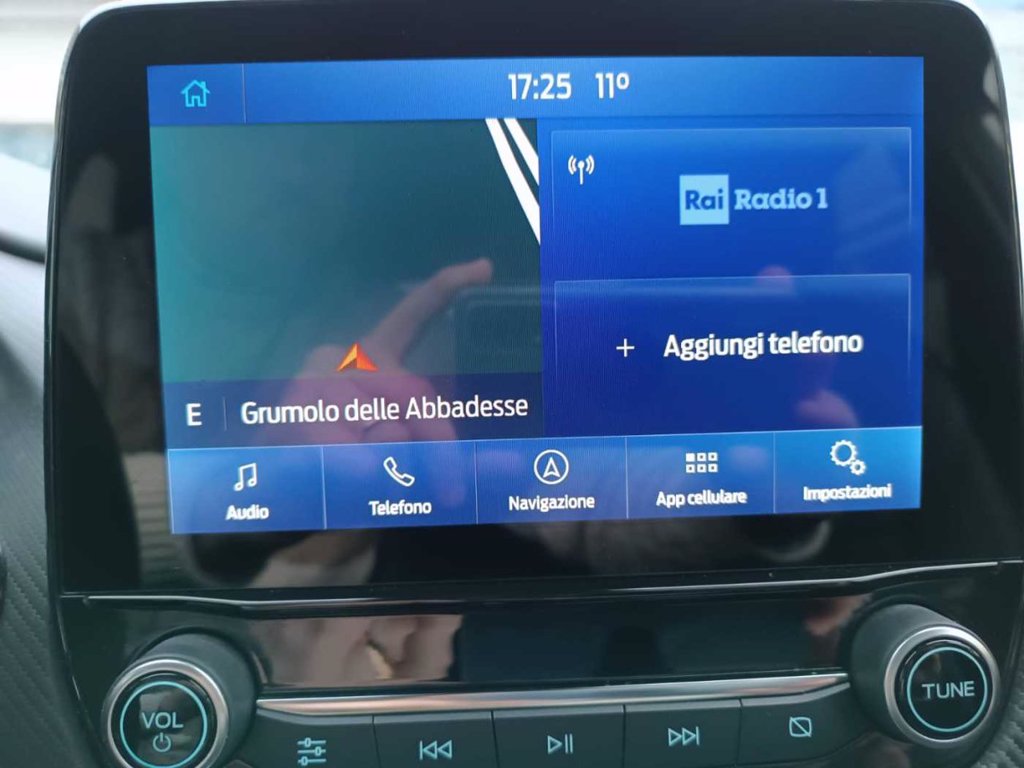 17:25 11°
Rai Radio 1
+ Aggiungi telefono
E Grumolo delle Abbadesse
Audio
Telefono
Navigazione
App cellulare
Impostazioni
VOL
TUNE